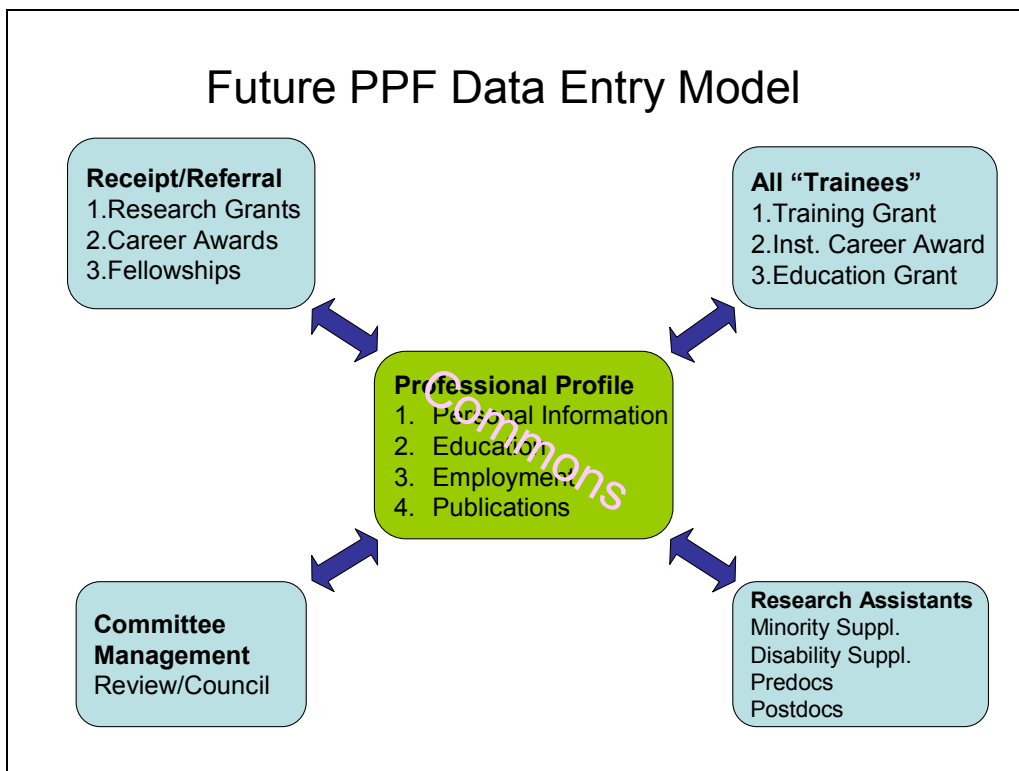 Future PPF Data Entry Model
Receipt/Referral
1.Research Grants
2.Career Awards
3.Fellowships
All “Trainees”
1.Training Grant
2.Inst. Career Award
3.Education Grant
Professional Profile
1. Personal Information
2. Education
3. Employment
4. Publications
Commons
Committee
Management
Review/Council
Research Assistants
Minority Suppl.
Disability Suppl.
Predocs
Postdocs